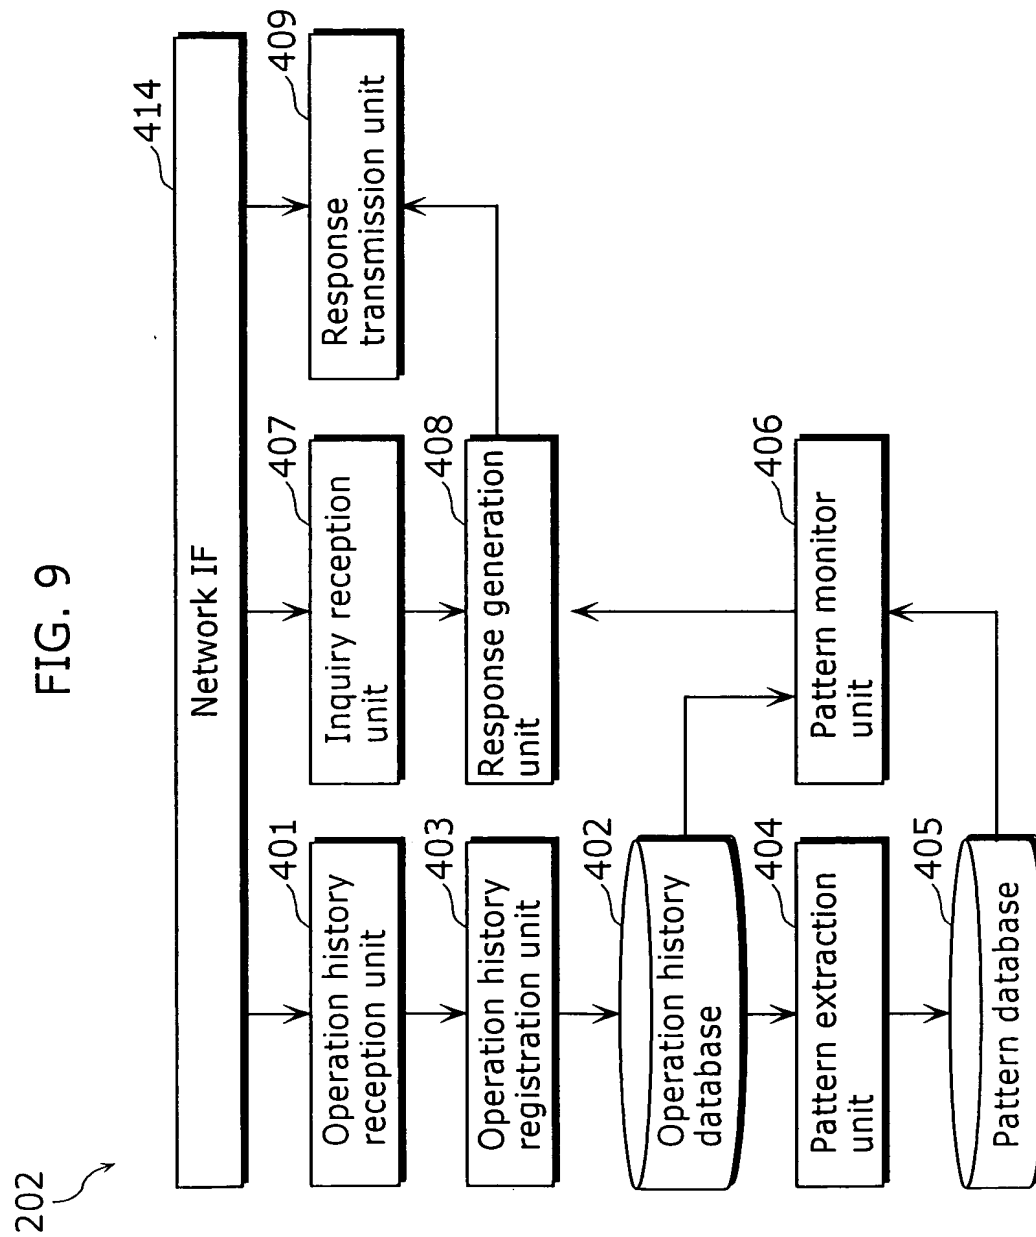 FIG. 9
202
414
Network IF
401
Operation history
reception unit
407
Inquiry reception
unit
409
Response
transmission unit
403
Operation history
registration unit
408
Response generation
unit
402
Operation history
database
404
Pattern extraction
unit
406
Pattern monitor
unit
405
Pattern database